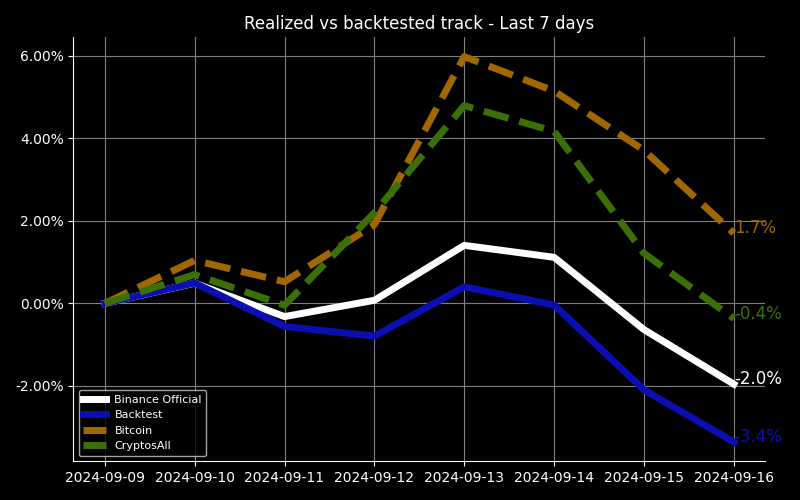 Realized vs backtested track - Last 7 days
6.00%
4.00%
2.00%
0.00%
-2.00%
1.7%
-0.4%
-2.0%
-3.4%
Binance Official
Backtest
Bitcoin
CryptosAll
2024-09-09 2024-09-10 2024-09-11 2024-09-12 2024-09-13 2024-09-14 2024-09-15 2024-09-16